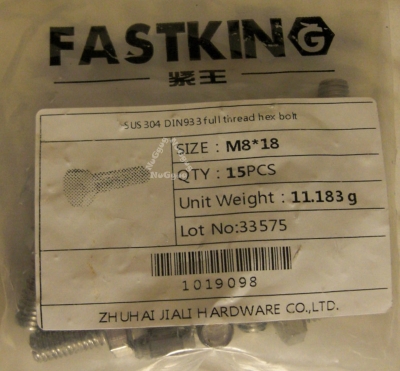 FASTKING
紧王
SUS304 DIN933 full thread hex bolt
SIZE : M8*18
QTY : 15PCS
Unit Weight : 11.183 g
Lot No:33575
1019098
ZHUHAI JIALI HARDWARE CO.,LTD.